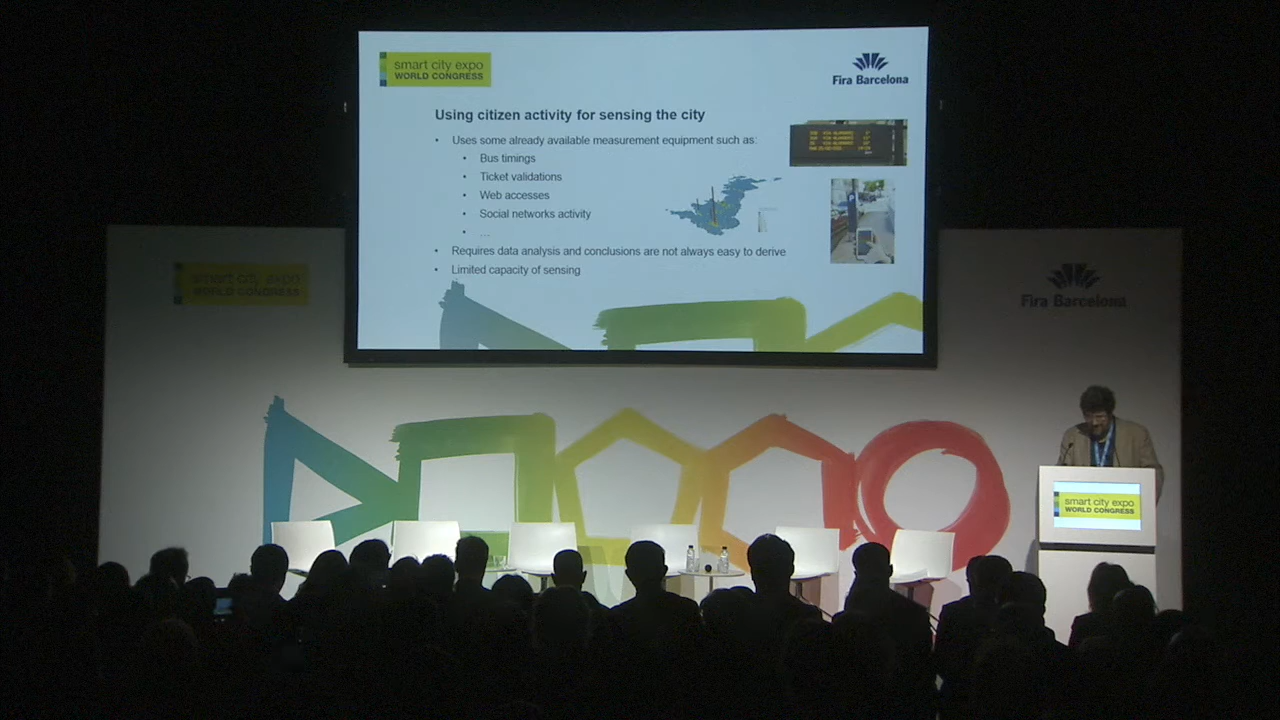 smart city expo
WORLD CONGRESS
Fira Barcelona
Using citizen activity for sensing the city
• Uses some already available measurement equipment such as:
• Bus timings
• Ticket validations
• Web accesses
• Social networks activity
• ...
• Requires data analysis and conclusions are not always easy to derive
• Limited capacity of sensing
smart city expo
WORLD CONGRESS
Fira Barcelona
smart city expo
WORLD CONGRESS